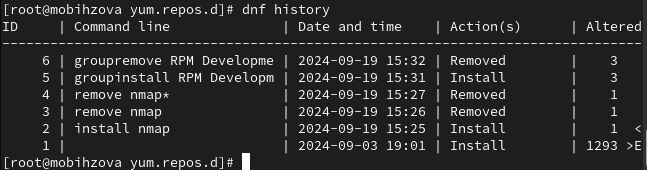 [root@mobihzova yum.repos.d]# dnf history
ID     | Command line             | Date and time    | Action(s)      | Altered
-------------------------------------------------------------------------------
     6 | groupremove RPM Developme | 2024-09-19 15:32 | Removed        |    3
     5 | groupinstall RPM Developm | 2024-09-19 15:31 | Install        |    3
     4 | remove nmap*             | 2024-09-19 15:27 | Removed        |    1
     3 | remove nmap              | 2024-09-19 15:26 | Removed        |    1
     2 | install nmap             | 2024-09-19 15:25 | Install        |    1  <
     1 |                          | 2024-09-03 19:01 | Install        | 1293 >E
[root@mobihzova yum.repos.d]#